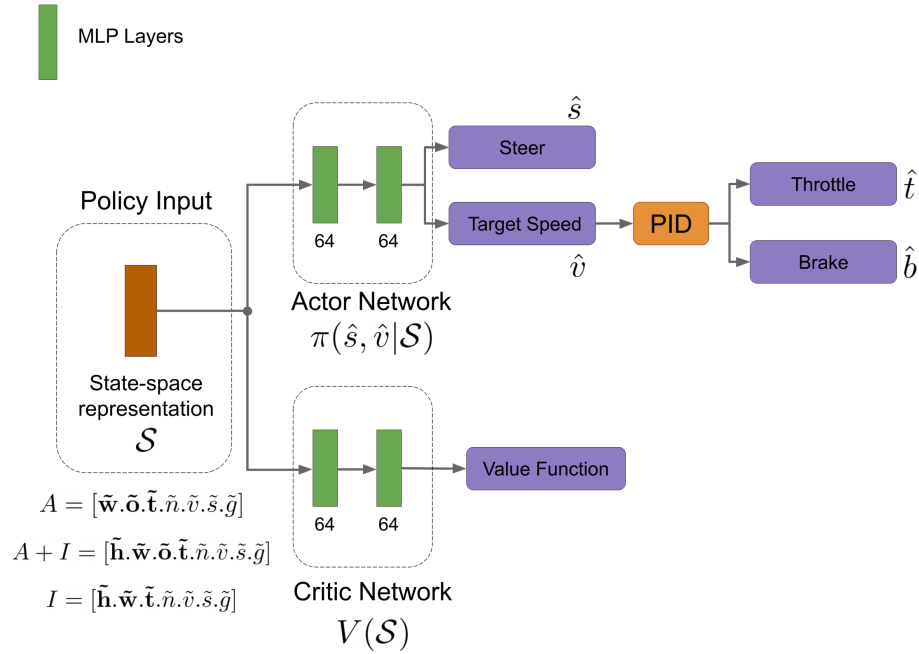 MLP Layers
Policy Input
State-space
representation
𝒮
A = [w̃.õ.t̃.ñ.ṽ.s̃.g̃]
A + I = [h̃.w̃.õ.t̃.ñ.ṽ.s̃.g̃]
I = [h̃.w̃.t̃.ñ.ṽ.s̃.g̃]
64 64
Actor Network
π(ŝ, v̂|𝒮)
ŝ
Steer
Target Speed
v̂
PID
Throttle
t̂
Brake
b̂
64 64
Critic Network
V(𝒮)
Value Function